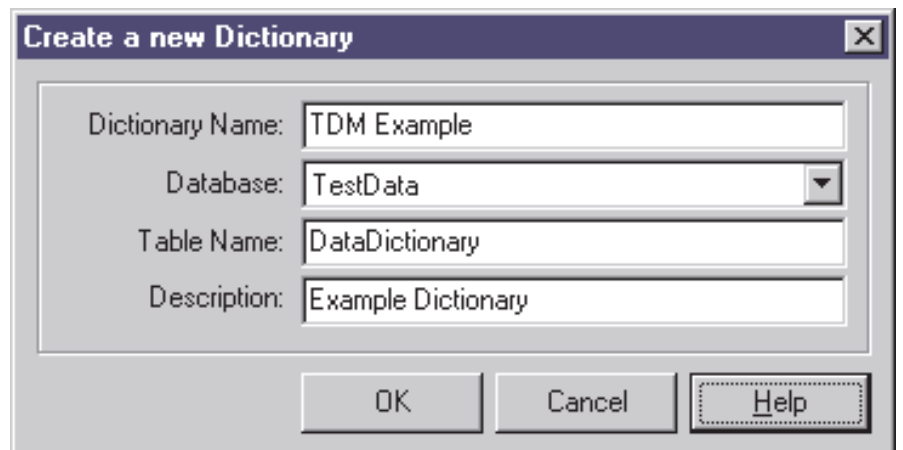 Create a new Dictionary
Dictionary Name: TDM Example
Database: TestData
Table Name: DataDictionary
Description: Example Dictionary
OK Cancel Help